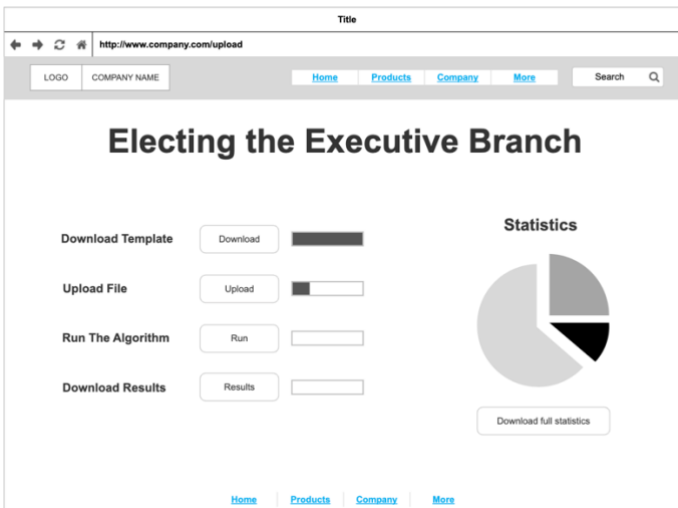 Title
http://www.company.com/upload
LOGO COMPANY NAME Home Products Company More Search
Electing the Executive Branch
Statistics
Download Template Download
Upload File Upload
Run The Algorithm Run
Download Results Results
Download full statistics
Home Products Company More